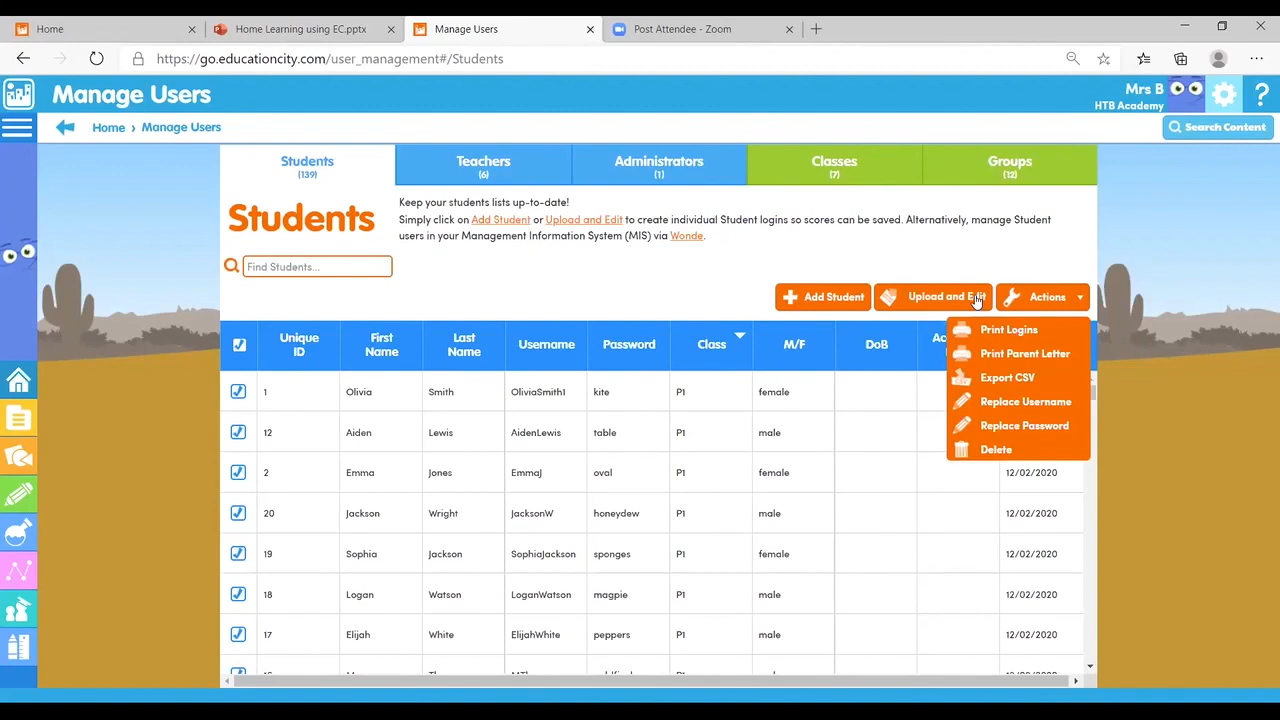 Home
Home Learning using EC.pptx
Manage Users
Post Attendee - Zoom
https://go.educationcity.com/user_management#/Students
Manage Users
Mrs B
HTB Academy
?
Home › Manage Users
Search Content
Students
(139)
Teachers
(6)
Administrators
(1)
Classes
(7)
Groups
(12)
Students
Keep your students lists up-to-date!
Simply click on Add Student or Upload and Edit to create individual Student logins so scores can be saved. Alternatively, manage Student
users in your Management Information System (MIS) via Wonde.
Find Students...
Add Student
Upload and Edit
Actions
Print Logins
Print Parent Letter
Export CSV
Replace Username
Replace Password
Delete
Unique ID First Name Last Name Username Password Class M/F DoB
1 Olivia Smith OliviaSmith1 kite P1 female
12 Aiden Lewis AidenLewis table P1 male
2 Emma Jones EmmaJ oval P1 female 12/02/2020
20 Jackson Wright JacksonW honeydew P1 male 12/02/2020
19 Sophia Jackson SophiaJackson sponges P1 female 12/02/2020
18 Logan Watson LoganWatson magpie P1 male 12/02/2020
17 Elijah White ElijahWhite peppers P1 male 12/02/2020